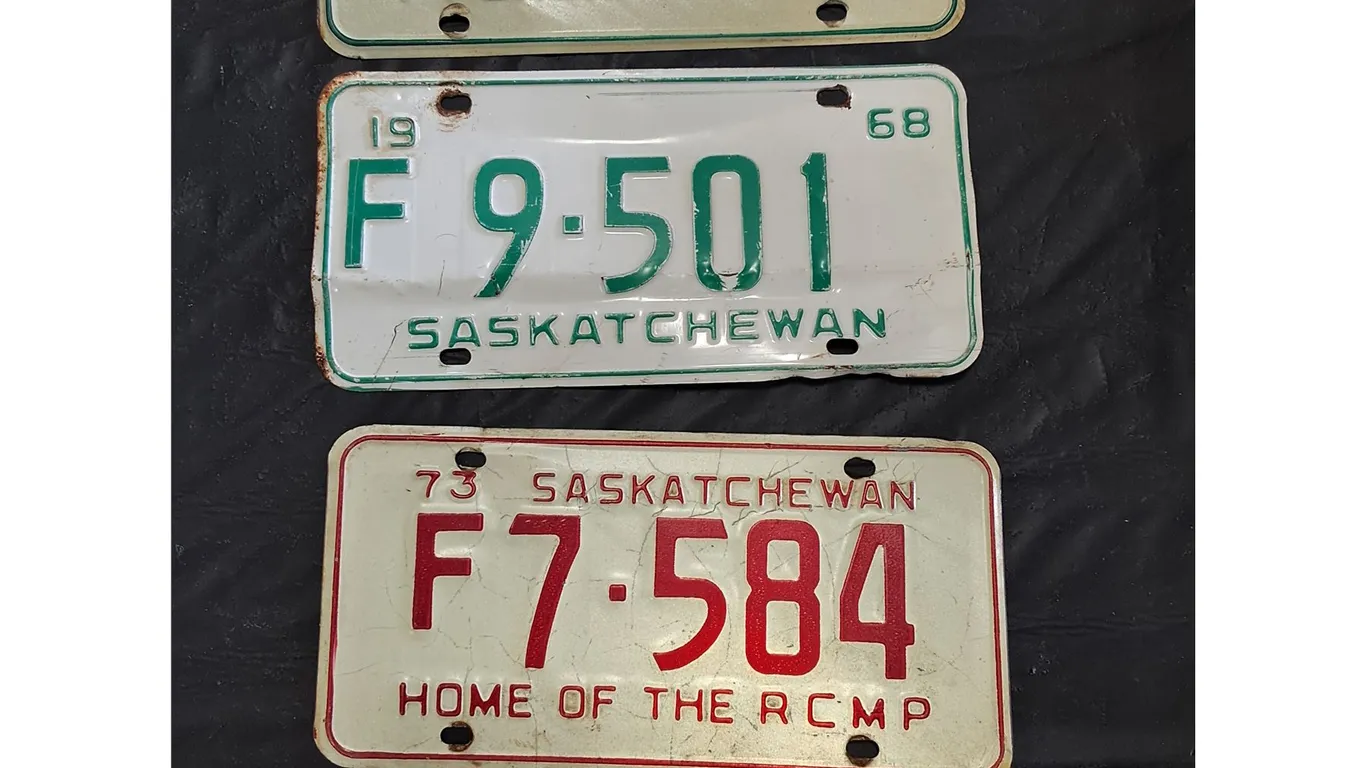 19 68
F 9·501
SASKATCHEWAN
73 SASKATCHEWAN
F7·584
HOME OF THE RCMP